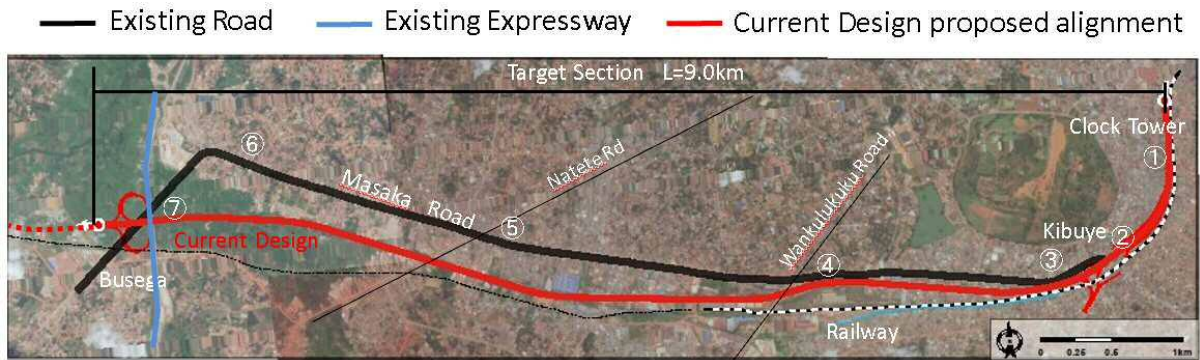 Existing Road
Existing Expressway
Current Design proposed alignment
Target Section L=9.0km
Clock Tower
①
⑥
Natete Rd
Masaka Road
Wankulukuku Road
⑤
⑦
Current Design
Kibuye
②
③
④
Busega
Railway
0 0.25 0.5 1km